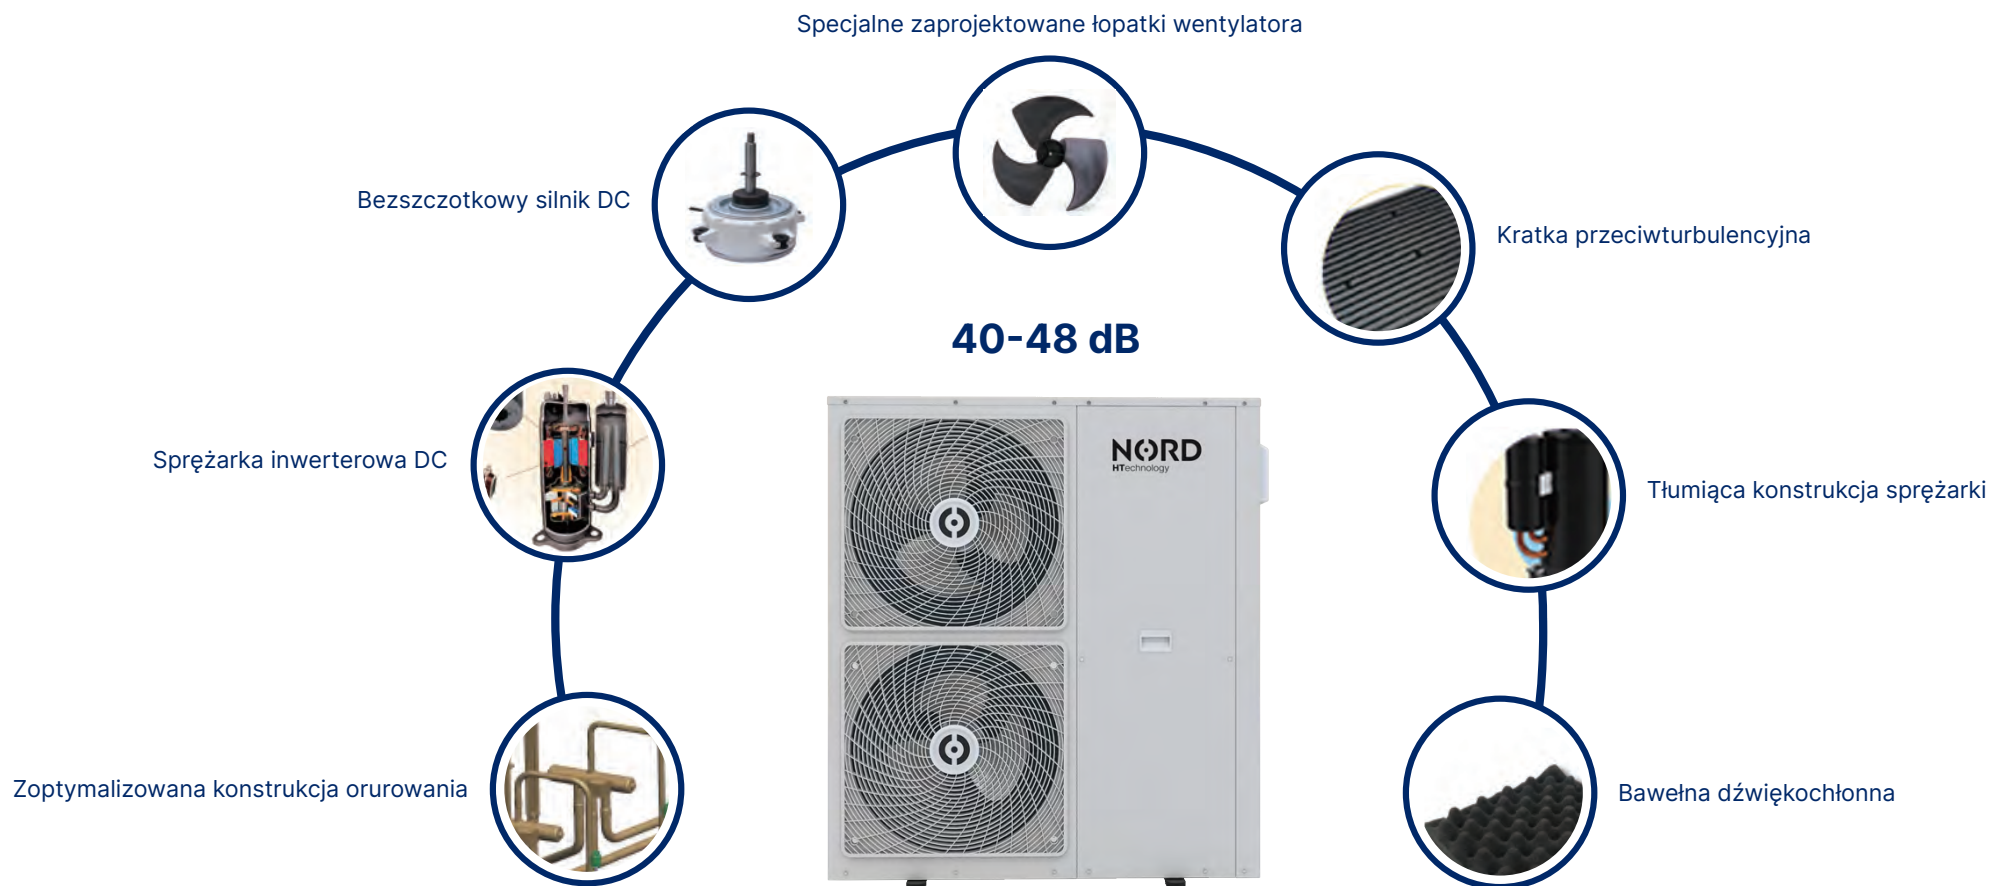 Specjalne zaprojektowane łopatki wentylatora
Bezszczotkowy silnik DC
Kratka przeciwturbulencyjna
40-48 dB
NORD
HTechnology
Sprężarka inwerterowa DC
Tłumiąca konstrukcja sprężarki
Zoptymalizowana konstrukcja orurowania
Bawełna dźwiękochłonna